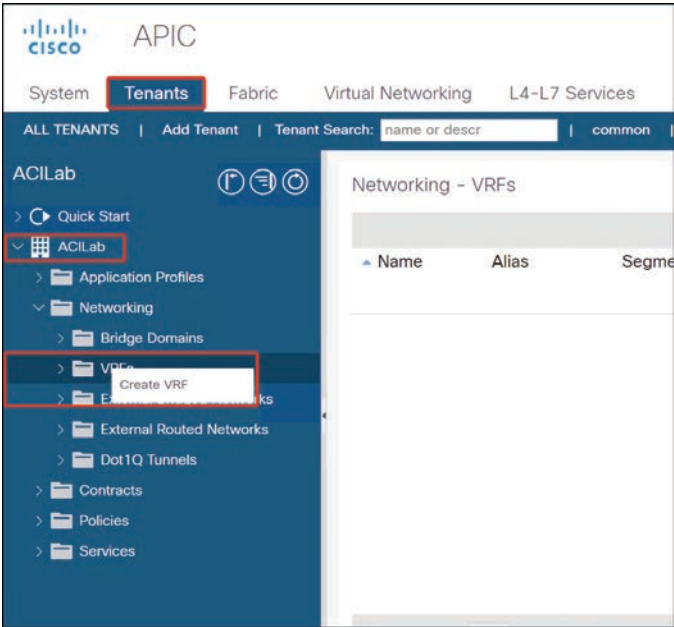 CISCO APIC
System Tenants Fabric Virtual Networking L4-L7 Services
ALL TENANTS | Add Tenant | Tenant Search: name or descr | common |
ACILab
Networking - VRFs
Quick Start
ACILab
Name Alias Segme
Application Profiles
Networking
Bridge Domains
VRFs
Create VRF
External Routed Networks
Dot1Q Tunnels
Contracts
Policies
Services